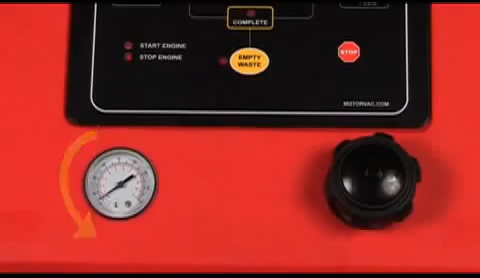 COMPLETE
START ENGINE
STOP ENGINE
EMPTY
WASTE
STOP
MOTORVAC.COM